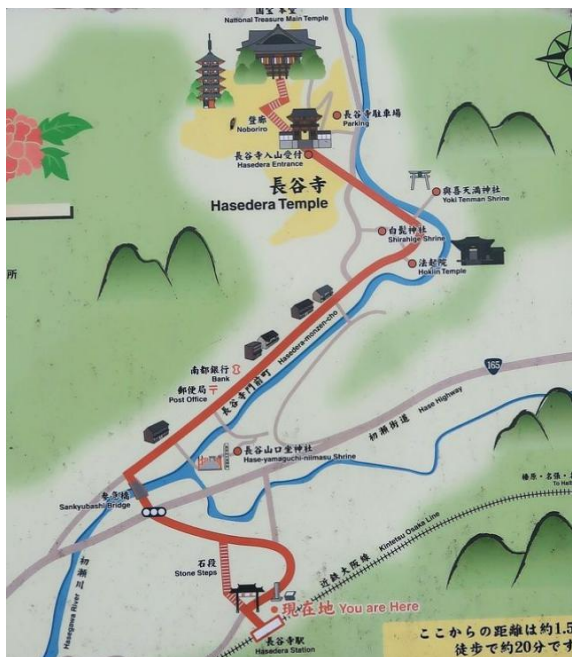 国宝 本堂
National Treasure Main Temple
登廊
Noboriro
長谷寺駐車場
Parking
長谷寺入山受付
Hasedera Entrance
長谷寺
Hasedera Temple
與喜天満神社
Yoki Tenman Shrine
白髭神社
Shirahige Shrine
法起院
Hokiin Temple
所
Hasedera-monzen-cho
長谷寺門前町
南都銀行
Bank
郵便局
Post Office
165
初瀬街道
Hase Highway
長谷山口坐神社
Hase-yamaguchi-niimasu Shrine
参急橋
Sankyubashi Bridge
初瀬川
Hasegawa River
石段
Stone Steps
榛原・名張・
近鉄大阪線
Kintetsu Osaka Line
現在地 You are Here
長谷寺駅
Hasedera Station
ここからの距離は約1.5
徒歩で約20分です